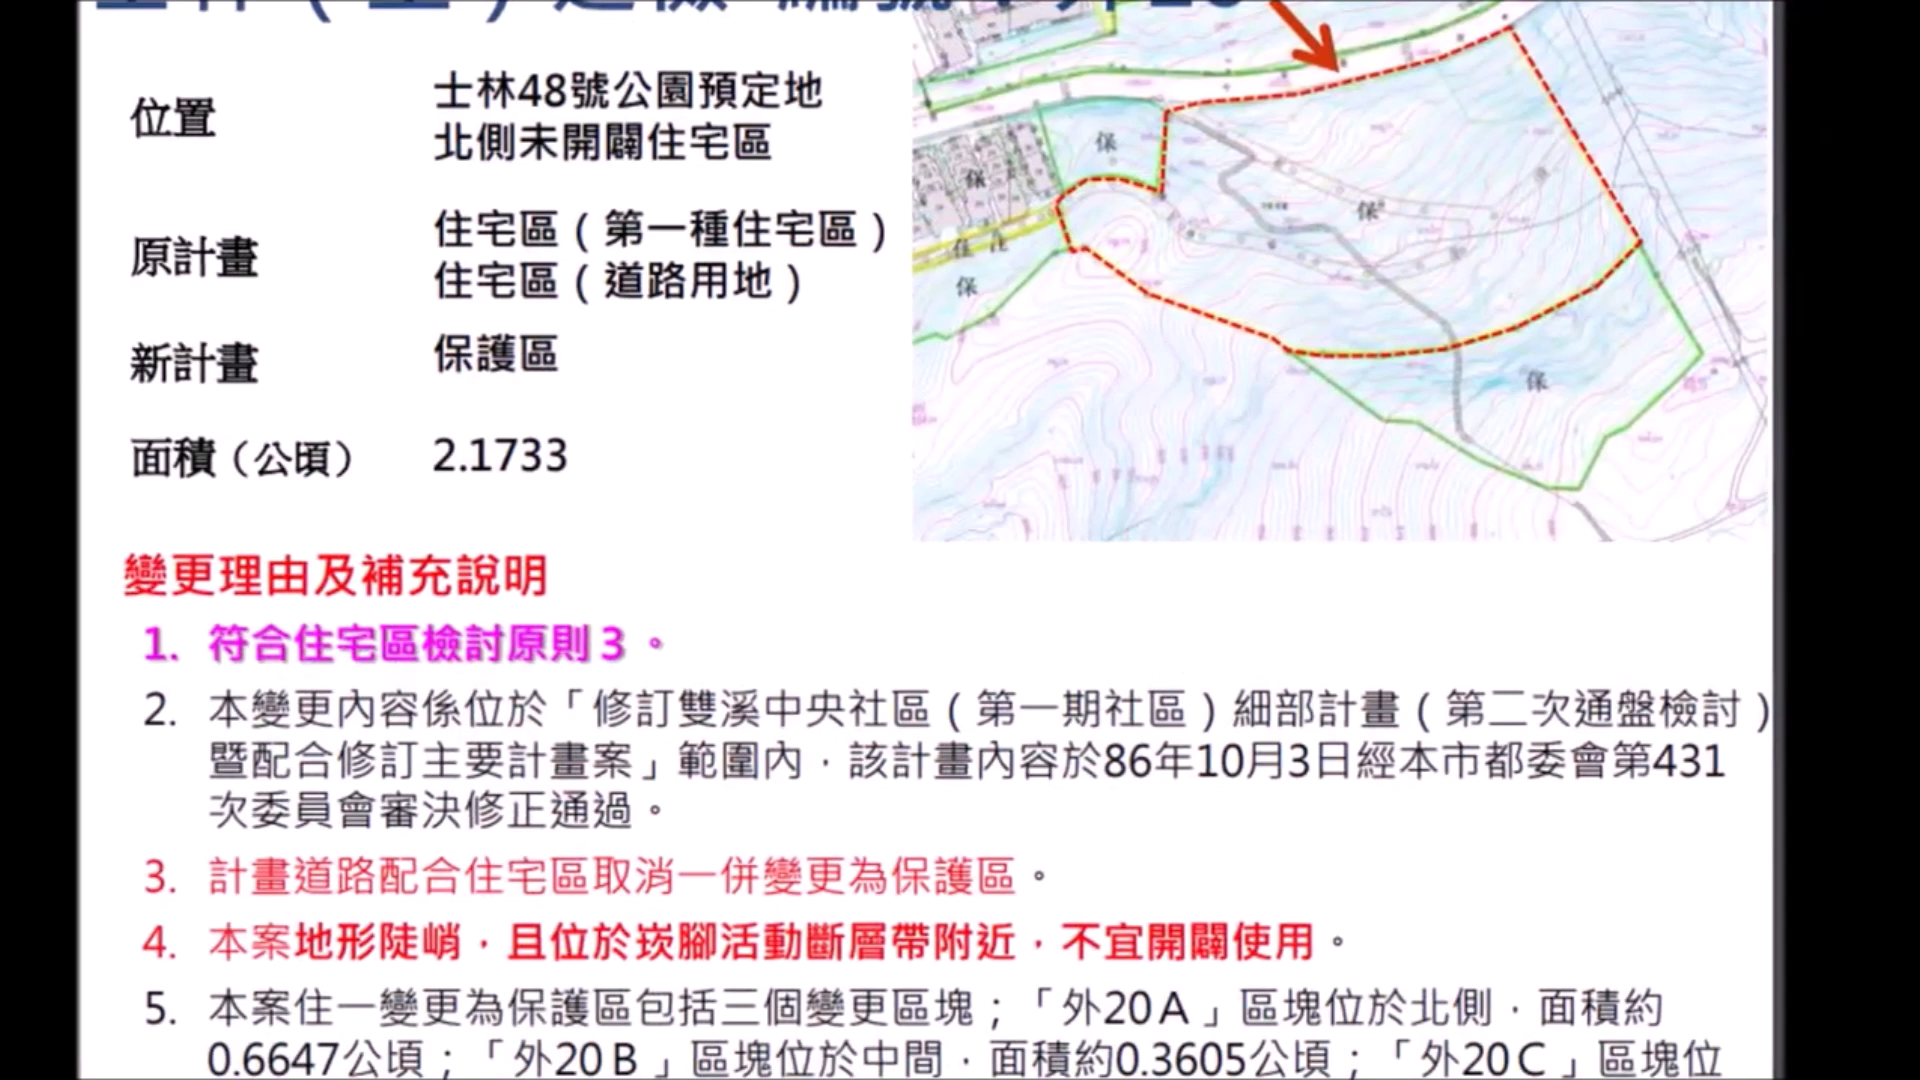 位置
士林48號公園預定地
北側未開闢住宅區
原計畫
住宅區（第一種住宅區）
住宅區（道路用地）
新計畫
保護區
面積（公頃）
2.1733
保
保
保
住 住
保
保
變更理由及補充說明
1. 符合住宅區檢討原則3。
2. 本變更內容係位於「修訂雙溪中央社區（第一期社區）細部計畫（第二次通盤檢討）
暨配合修訂主要計畫案」範圍內，該計畫內容於86年10月3日經本市都委會第431
次委員會審決修正通過。
3. 計畫道路配合住宅區取消一併變更為保護區。
4. 本案地形陡峭，且位於崁腳活動斷層帶附近，不宜開闢使用。
5. 本案住一變更為保護區包括三個變更區塊；「外20A」區塊位於北側，面積約
0.6647公頃；「外20B」區塊位於中間，面積約0.3605公頃；「外20C」區塊位